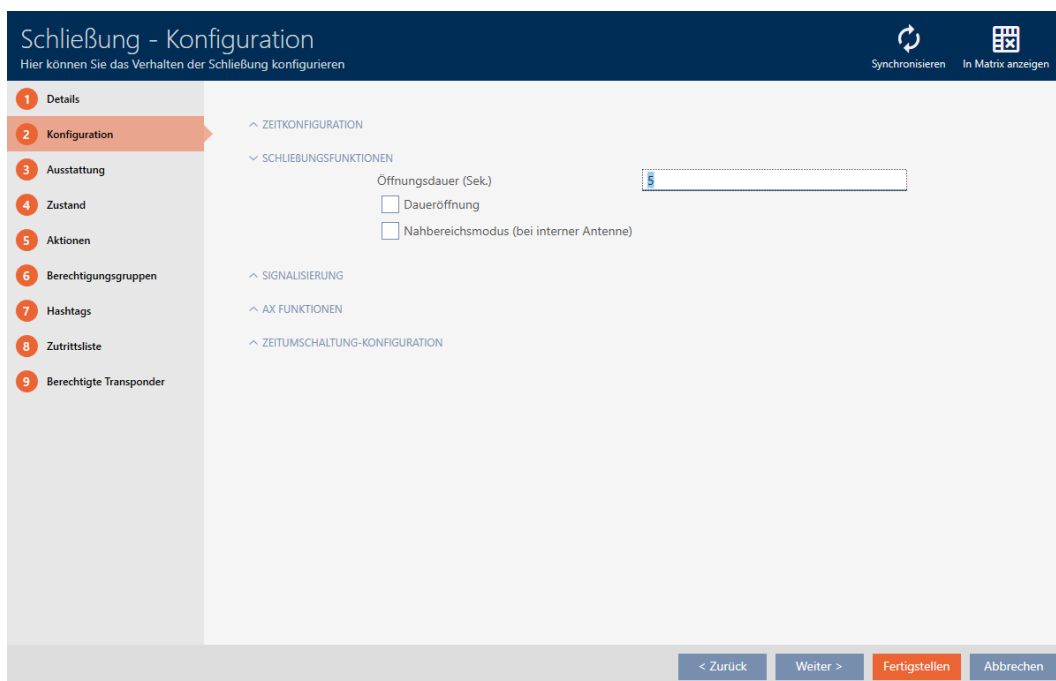 Schließung - Konfiguration
Hier können Sie das Verhalten der Schließung konfigurieren
Synchronisieren
In Matrix anzeigen
1 Details
2 Konfiguration
3 Ausstattung
4 Zustand
5 Aktionen
6 Berechtigungsgruppen
7 Hashtags
8 Zutrittsliste
9 Berechtigte Transponder
ZEITKONFIGURATION
SCHLIEßUNGSFUNKTIONEN
Öffnungsdauer (Sek.) 5
Daueröffnung
Nahbereichsmodus (bei interner Antenne)
SIGNALISIERUNG
AX FUNKTIONEN
ZEITUMSCHALTUNG-KONFIGURATION
< Zurück
Weiter >
Fertigstellen
Abbrechen